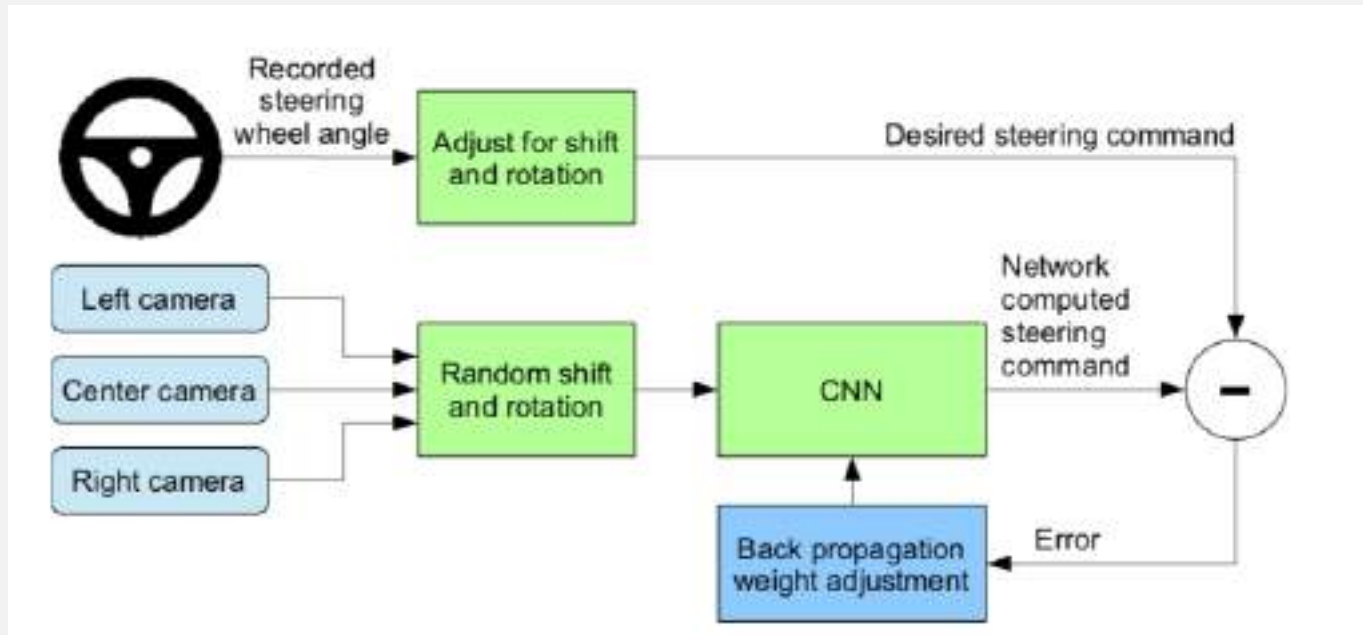 Recorded
steering
wheel angle
Adjust for shift
and rotation
Desired steering command
Left camera
Center camera
Right camera
Random shift
and rotation
CNN
Network
computed
steering
command
-
Back propagation
weight adjustment
Error